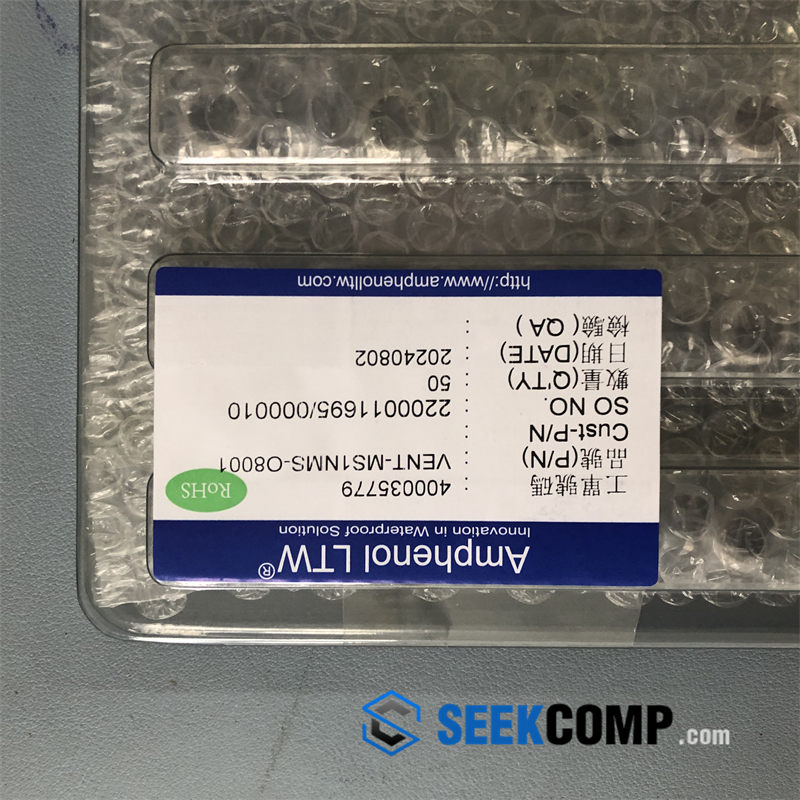 Amphenol LTW®
Innovation in Waterproof Solution
工單號碼 : 400035779
RoHS
品號(P/N) : VENT-MS1NMS-O8001
Cust-P/N :
SO NO. : 2200011695/000010
數量(Q'TY) : 50
日期(DATE) : 20240802
檢驗(QA) :
http://www.amphenolltw.com
SEEKCOMP.com